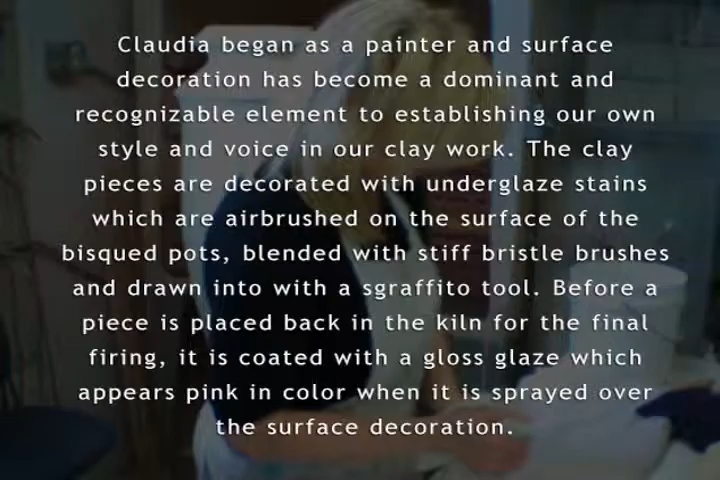 Claudia began as a painter and surface
decoration has become a dominant and
recognizable element to establishing our own
style and voice in our clay work. The clay
pieces are decorated with underglaze stains
which are airbrushed on the surface of the
bisqued pots, blended with stiff bristle brushes
and drawn into with a sgraffito tool. Before a
piece is placed back in the kiln for the final
firing, it is coated with a gloss glaze which
appears pink in color when it is sprayed over
the surface decoration.